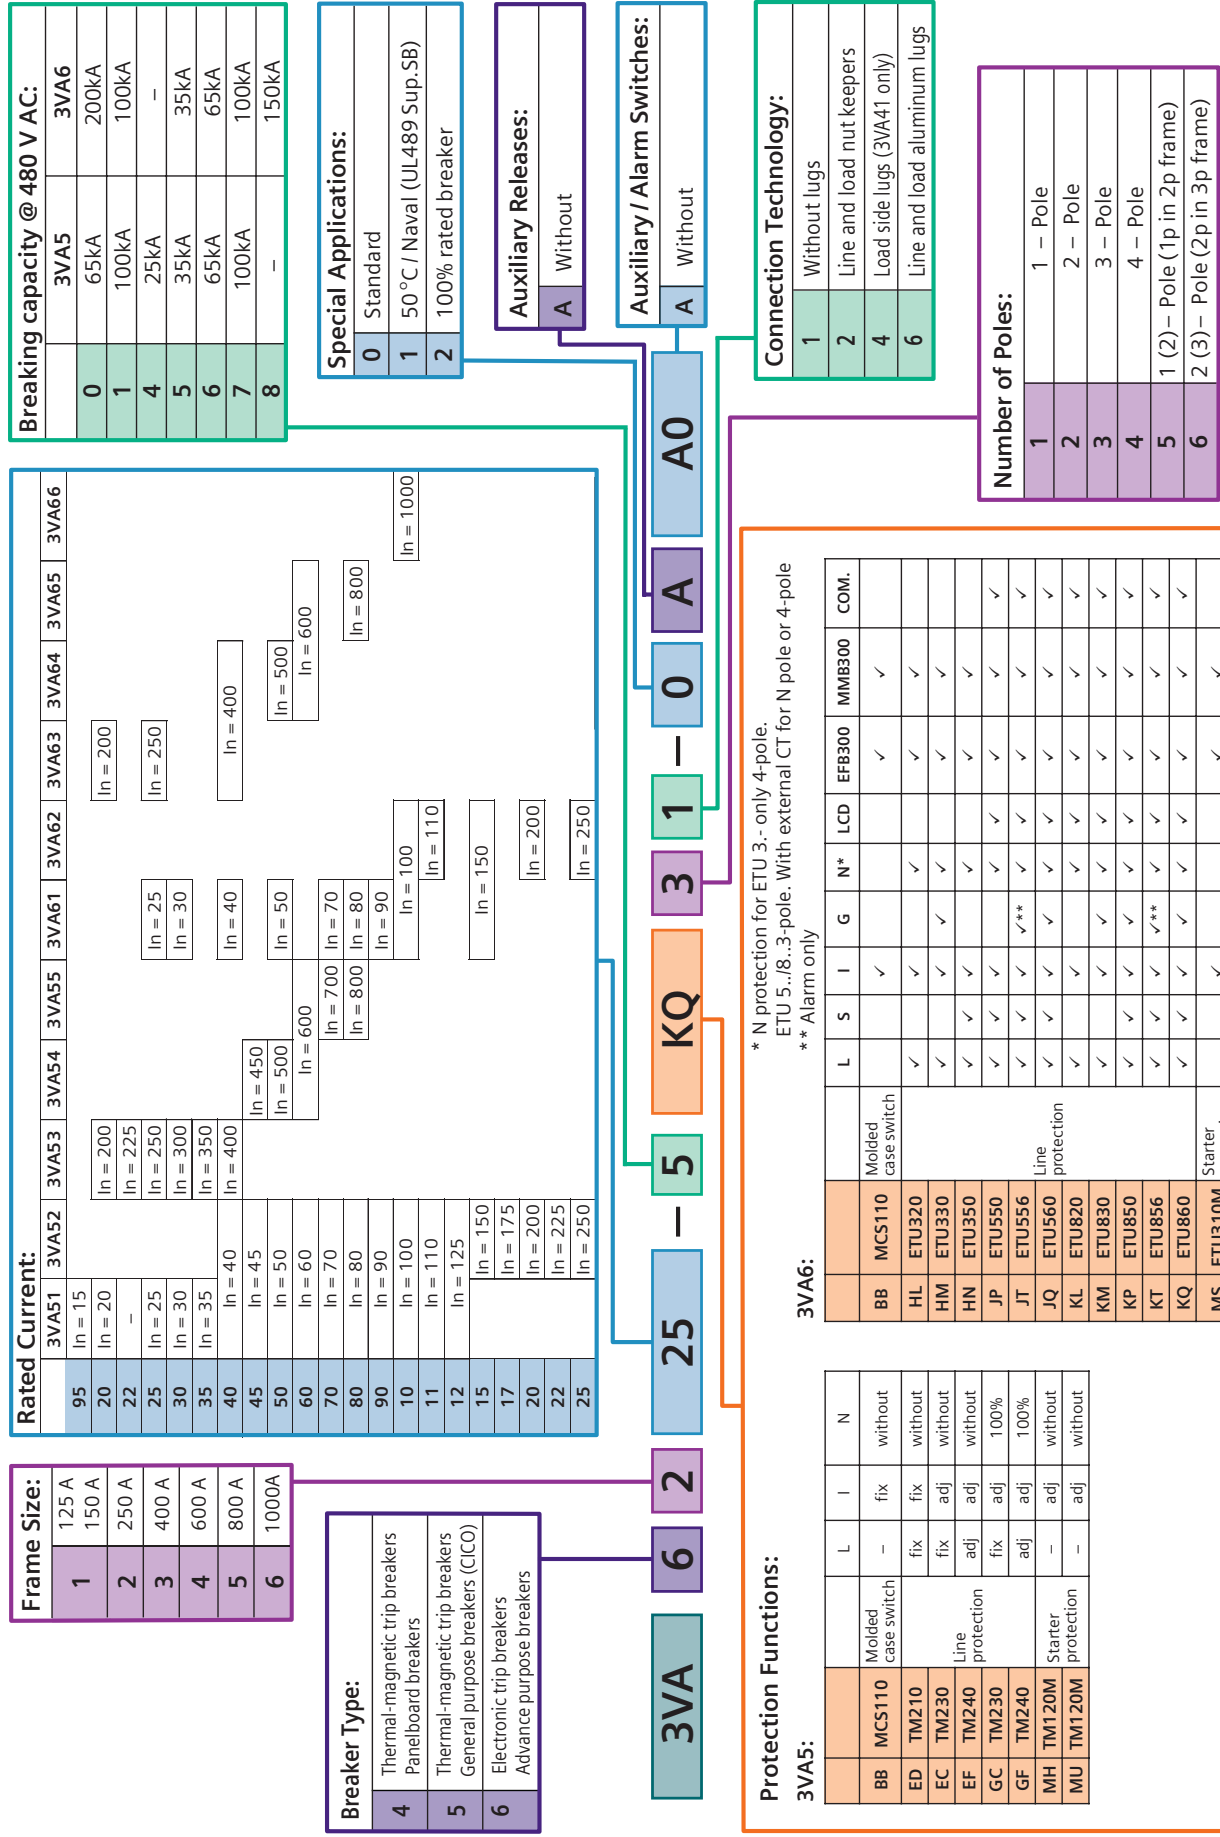 Frame Size:
1 125 A
150 A
2 250 A
3 400 A
4 600 A
5 800 A
6 1000A
Rated Current:
3VA51 3VA52 3VA53 3VA54 3VA55 3VA61 3VA62 3VA63 3VA64 3VA65 3VA66
95 In = 15
20 In = 20 In = 200 In = 200
22 – In = 225
25 In = 25 In = 250 In = 25 In = 250
30 In = 30 In = 300 In = 30
35 In = 35 In = 350
40 In = 40 In = 400 In = 40 In = 400
45 In = 45 In = 450
50 In = 50 In = 500 In = 50 In = 500
60 In = 60 In = 600 In = 600
70 In = 70 In = 700 In = 70
80 In = 80 In = 800 In = 80 In = 800
90 In = 90 In = 90
10 In = 100 In = 100 In = 1000
11 In = 110 In = 110
12 In = 125
15 In = 150 In = 150
17 In = 175
20 In = 200 In = 200
22 In = 225
25 In = 250 In = 250
Breaking capacity @ 480 V AC:
3VA5 3VA6
0 65kA 200kA
1 100kA 100kA
4 25kA –
5 35kA 35kA
6 65kA 65kA
7 100kA 100kA
8 – 150kA
Breaker Type:
4 Thermal-magnetic trip breakers
Panelboard breakers
5 Thermal-magnetic trip breakers
General purpose breakers (CICO)
6 Electronic trip breakers
Advance purpose breakers
Special Applications:
0 Standard
1 50°C / Naval (UL489 Sup.SB)
2 100% rated breaker
Auxiliary Releases:
A Without
Auxiliary / Alarm Switches:
A Without
3VA 6 2 25 – 5 KQ 3 1 – 0 A A0
Connection Technology:
1 Without lugs
2 Line and load nut keepers
4 Load side lugs (3VA41 only)
6 Line and load aluminum lugs
Number of Poles:
1 1 – Pole
2 2 – Pole
3 3 – Pole
4 4 – Pole
5 1 (2)– Pole (1p in 2p frame)
6 2 (3)– Pole (2p in 3p frame)
Protection Functions:
3VA5:
L I N
BB MCS110 Molded case switch – fix without
ED TM210 Line protection fix fix without
EC TM230 fix adj without
EF TM240 adj adj without
GC TM230 fix adj 100%
GF TM240 adj adj 100%
MH TM120M Starter protection – adj without
MU TM120M – adj without
* N protection for ETU 3.- only 4-pole.
ETU 5../8..3-pole. With external CT for N pole or 4-pole
** Alarm only
3VA6:
L S I G N* LCD EFB300 MMB300 COM.
BB MCS110 Molded case switch ✓ ✓ ✓
HL ETU320 Line protection ✓ ✓ ✓ ✓ ✓
HM ETU330 ✓ ✓ ✓ ✓ ✓ ✓
HN ETU350 ✓ ✓ ✓ ✓ ✓ ✓
JP ETU550 ✓ ✓ ✓ ✓ ✓ ✓ ✓ ✓
JT ETU556 ✓ ✓ ✓ ✓** ✓ ✓ ✓ ✓ ✓
JQ ETU560 ✓ ✓ ✓ ✓ ✓ ✓ ✓ ✓ ✓
KL ETU820 ✓ ✓ ✓ ✓ ✓ ✓ ✓
KM ETU830 ✓ ✓ ✓ ✓ ✓ ✓ ✓ ✓
KP ETU850 ✓ ✓ ✓ ✓ ✓ ✓ ✓ ✓ ✓
KT ETU856 ✓ ✓ ✓ ✓** ✓ ✓ ✓ ✓ ✓
KQ ETU860 ✓ ✓ ✓ ✓ ✓ ✓ ✓ ✓ ✓
MS ETU310M Starter ✓ ✓ ✓